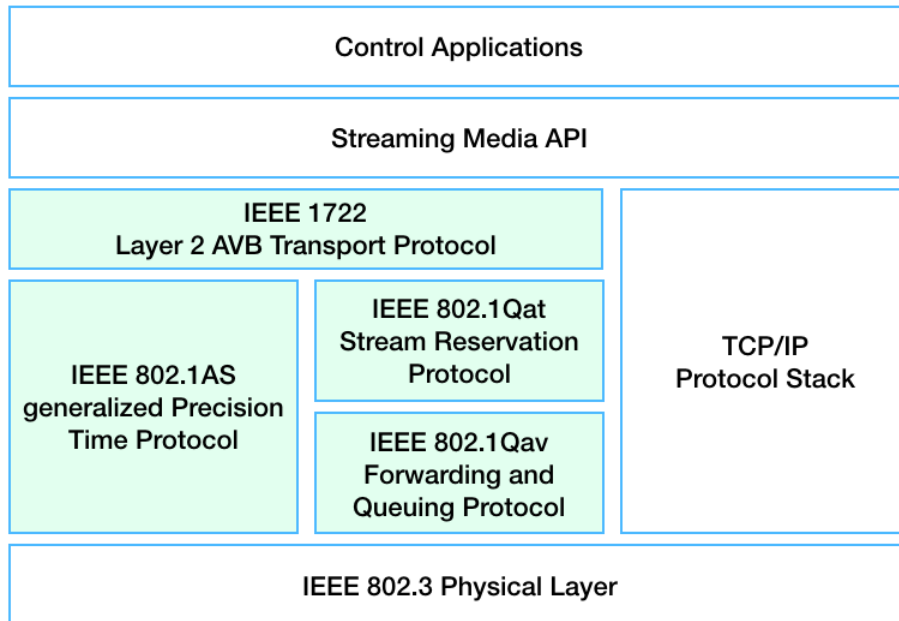 Control Applications
Streaming Media API
IEEE 1722
Layer 2 AVB Transport Protocol
IEEE 802.1AS
generalized Precision
Time Protocol
IEEE 802.1Qat
Stream Reservation
Protocol
IEEE 802.1Qav
Forwarding and
Queuing Protocol
TCP/IP
Protocol Stack
IEEE 802.3 Physical Layer